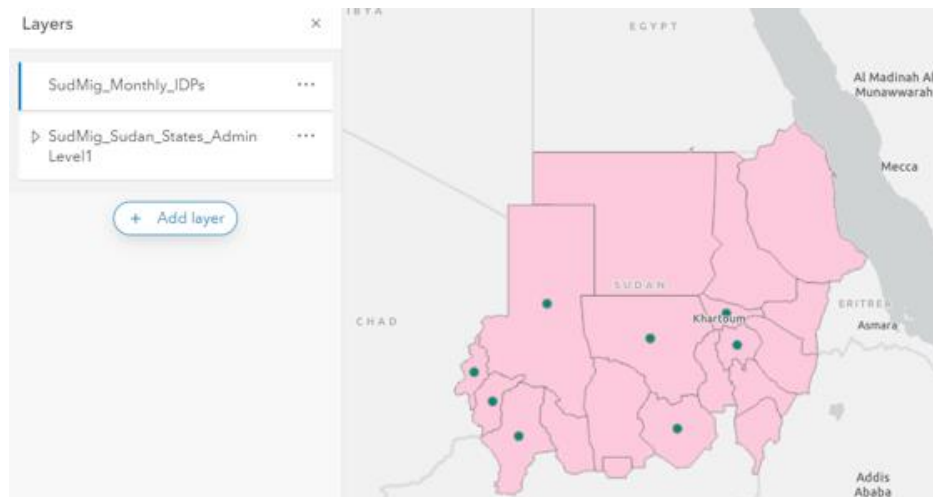 Layers
×
SudMig_Monthly_IDPs
...
SudMig_Sudan_States_Admin
Level1
...
+ Add layer
IBYA
EGYPT
Al Madinah Al
Munawwarah
Mecca
SUDAN
CHAD
Khartoum
ERITREA
Asmara
Addis
Ababa